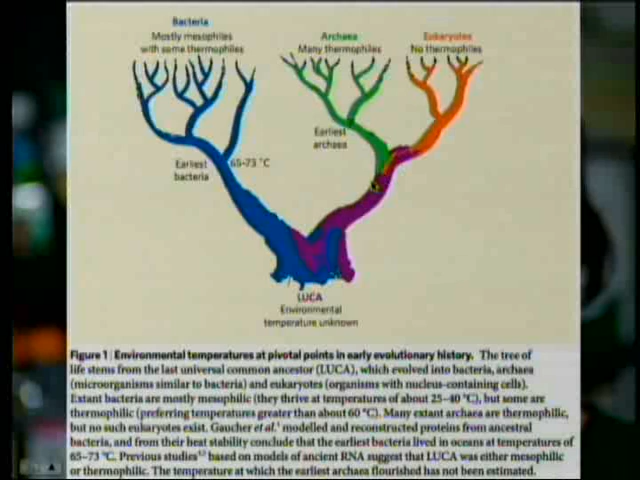 Bacteria
Mostly mesophiles
with some thermophiles
Archaea
Many thermophiles
Eukaryotes
No thermophiles
Earliest
archaea
Earliest
bacteria
65–73 °C
LUCA
Environmental
temperature unknown
Figure 1 | Environmental temperatures at pivotal points in early evolutionary history. The tree of
life stems from the last universal common ancestor (LUCA), which evolved into bacteria, archaea
(microorganisms similar to bacteria) and eukaryotes (organisms with nucleus-containing cells).
Extant bacteria are mostly mesophilic (they thrive at temperatures of about 25–40 °C), but some are
thermophilic (preferring temperatures greater than about 60 °C). Many extant archaea are thermophilic,
but no such eukaryotes exist. Gaucher et al.¹ modelled and reconstructed proteins from ancestral
bacteria, and from their heat stability conclude that the earliest bacteria lived in oceans at temperatures of
65–73 °C. Previous studies based on models of ancient RNA suggest that LUCA was either mesophilic
or thermophilic. The temperature at which the earliest archaea flourished has not been estimated.